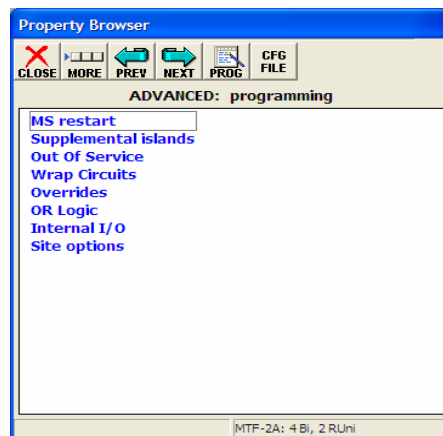 Property Browser
CLOSE MORE PREV NEXT PROG CFG FILE
ADVANCED: programming
MS restart
Supplemental islands
Out Of Service
Wrap Circuits
Overrides
OR Logic
Internal I/O
Site options
MTF-2A: 4 Bi, 2 RUni